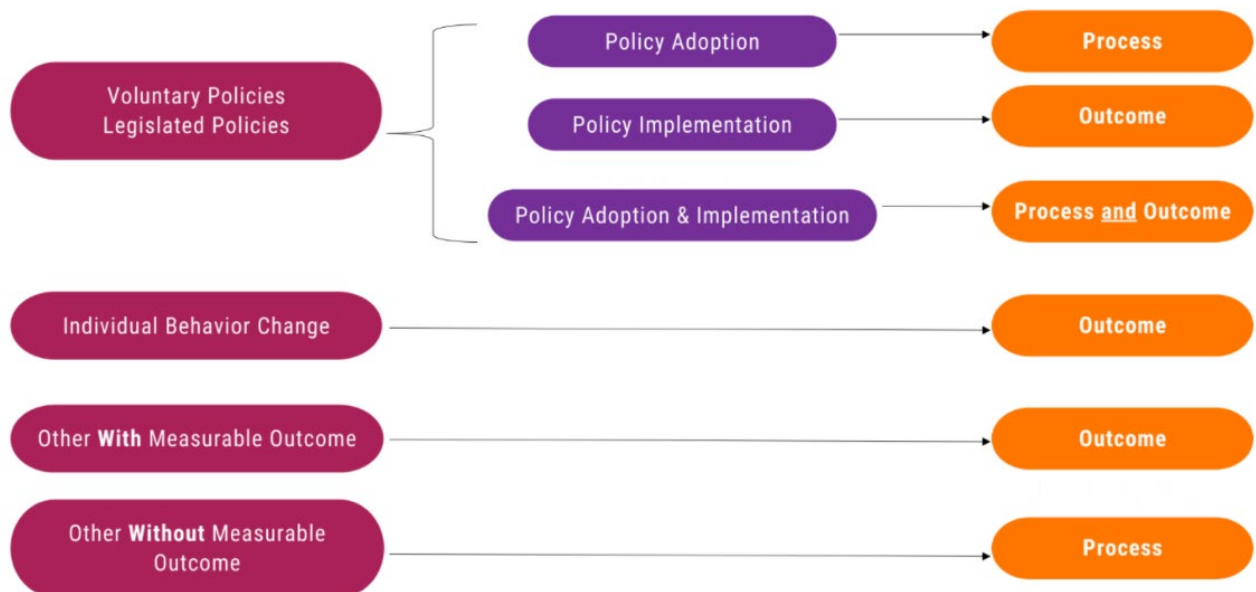 Policy Adoption
Process
Voluntary Policies
Legislated Policies
Policy Implementation
Outcome
Policy Adoption & Implementation
Process and Outcome
Individual Behavior Change
Outcome
Other With Measurable Outcome
Outcome
Other Without Measurable
Outcome
Process